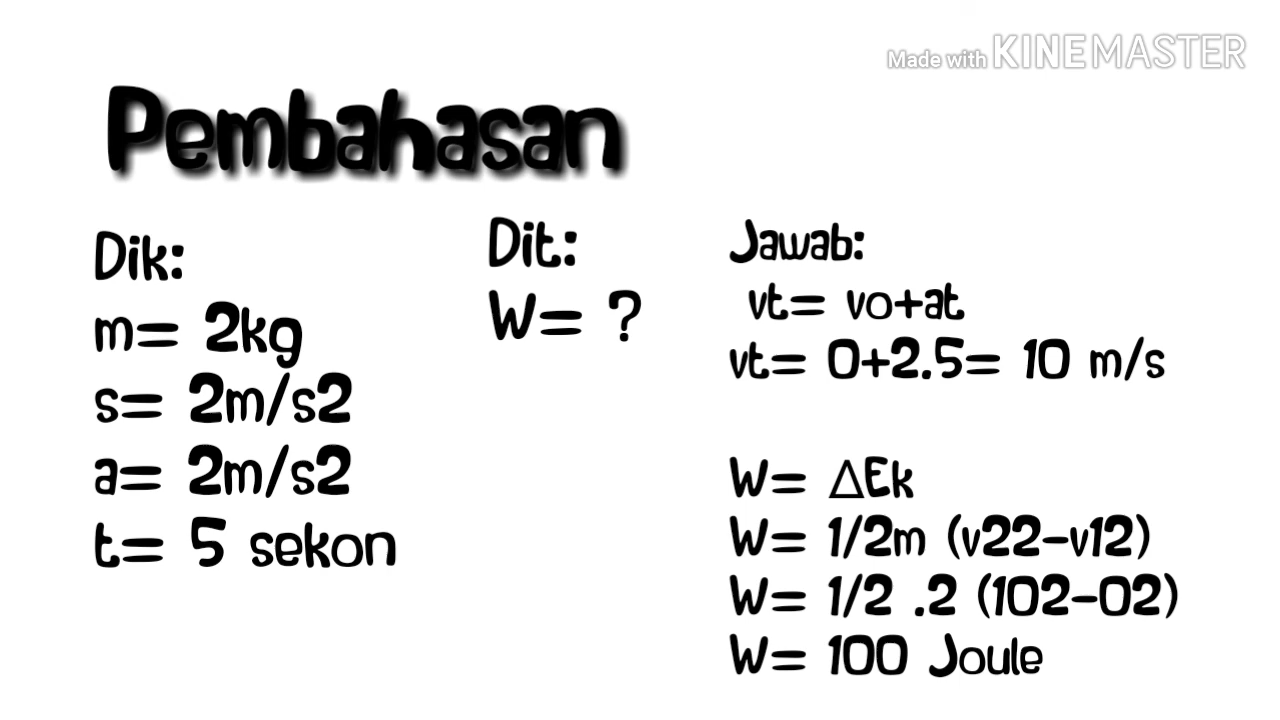 Made with KINEMASTER
Pembahasan
Dik:
m= 2kg
s= 2m/s2
a= 2m/s2
t= 5 sekon
Dit:
W= ?
Jawab:
vt= vo+at
vt= 0+2.5= 10 m/s
W= △Ek
W= 1/2m (v22-v12)
W= 1/2 .2 (102-02)
W= 100 Joule